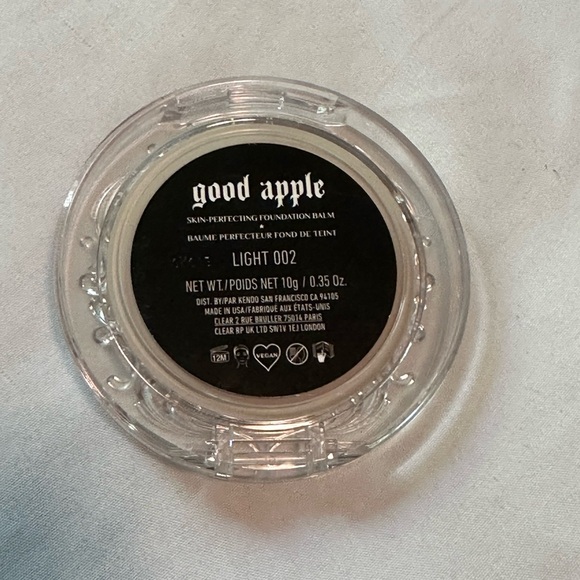 good apple
SKIN-PERFECTING FOUNDATION BALM
*
BAUME PERFECTEUR FOND DE TEINT
LIGHT 002
NET WT./POIDS NET 10g / 0.35 Oz.
DIST. BY/PAR KENDO SAN FRANCISCO CA 94105
MADE IN USA/FABRIQUÉ AUX ÉTATS-UNIS
CLEAR 2 RUE BRULLER 75014 PARIS
CLEAR RP UK LTD SW1V 1EJ LONDON
12M VEGAN